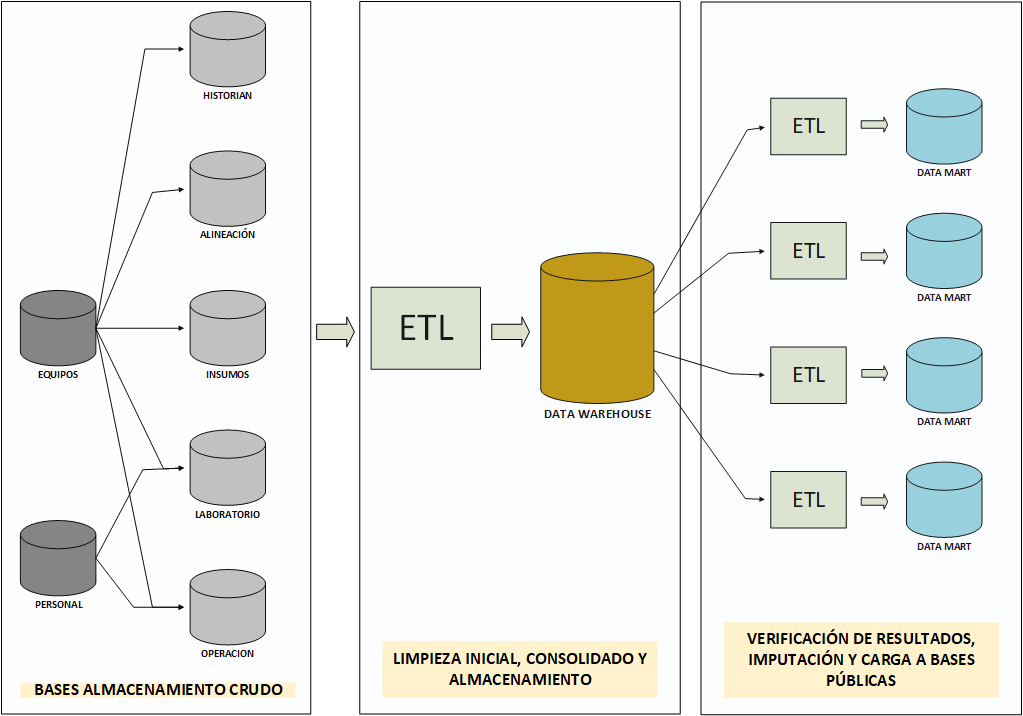 HISTORIAN
ALINEACIÓN
EQUIPOS
INSUMOS
LABORATORIO
PERSONAL
OPERACION
BASES ALMACENAMIENTO CRUDO
ETL
DATA WAREHOUSE
LIMPIEZA INICIAL, CONSOLIDADO Y
ALMACENAMIENTO
ETL
DATA MART
ETL
DATA MART
ETL
DATA MART
ETL
DATA MART
VERIFICACIÓN DE RESULTADOS,
IMPUTACIÓN Y CARGA A BASES
PÚBLICAS